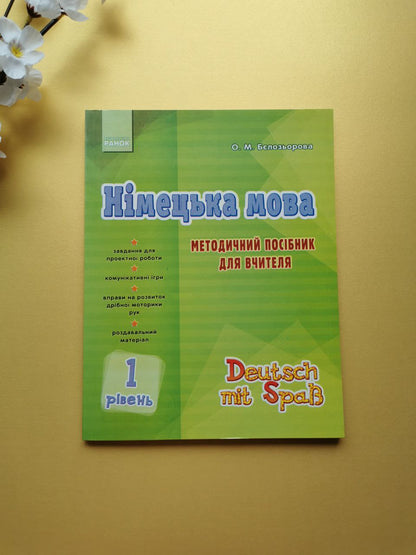 РАНОК
О. М. Бєлозьорова
Німецька мова
МЕТОДИЧНИЙ ПОСІБНИК
ДЛЯ ВЧИТЕЛЯ
завдання для
проектної роботи
комунікативні ігри
вправи на розвиток
дрібної моторики
рук
роздавальний
матеріал
1
рівень
Deutsch
mit Spaß